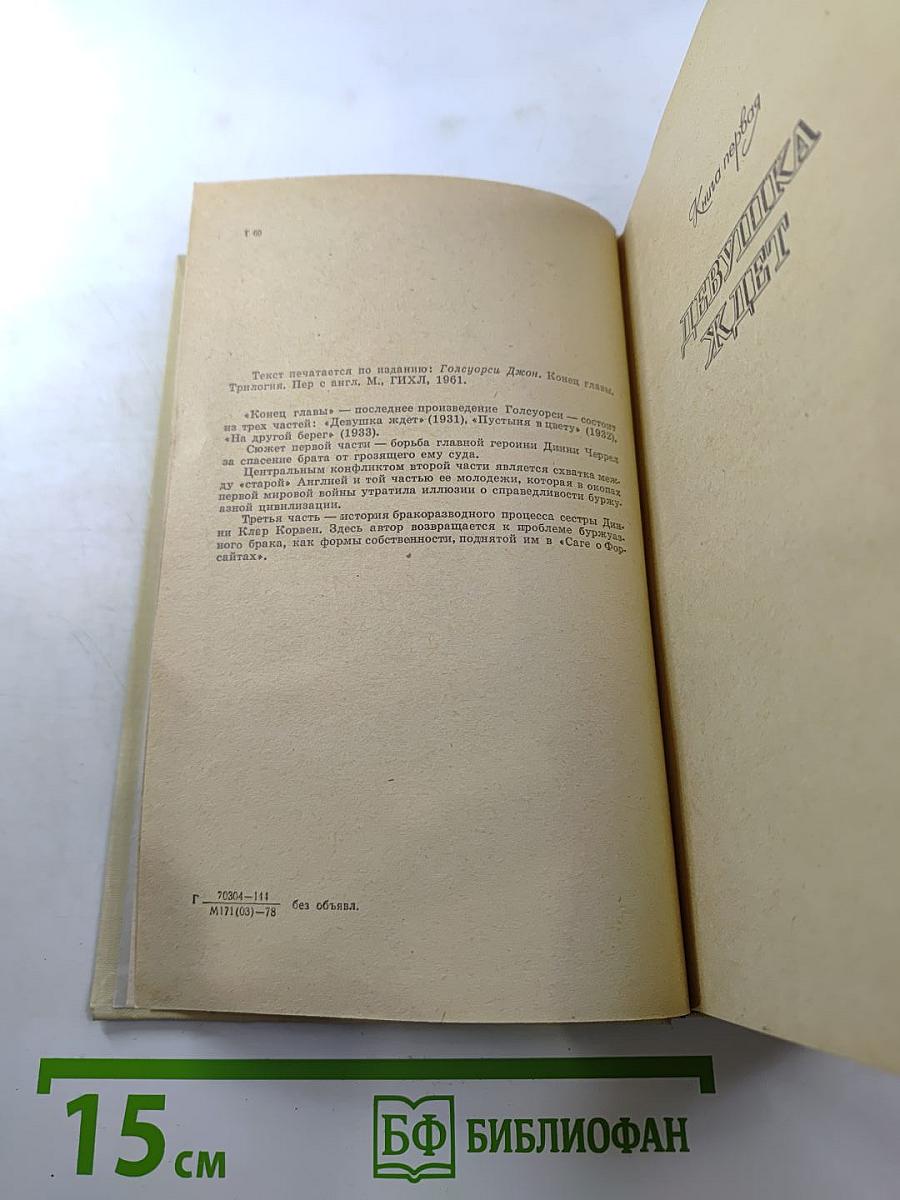 Г 60
Текст печатается по изданию: Голсуорси Джон. Конец главы.
Трилогия. Пер с англ. М., ГИХЛ, 1961.
«Конец главы» — последнее произведение Голсуорси — состоит
из трех частей: «Девушка ждет» (1931), «Пустыня в цвету» (1932),
«На другой берег» (1933).
Сюжет первой части — борьба главной героини Динни Черрел
за спасение брата от грозящего ему суда.
Центральным конфликтом второй части является схватка меж-
ду «старой» Англией и той частью ее молодежи, которая в окопах
первой мировой войны утратила иллюзии о справедливости буржу-
азной цивилизации.
Третья часть — история бракоразводного процесса сестры Дин-
ни Клер Корвен. Здесь автор возвращается к проблеме буржуаз-
ного брака, как формы собственности, поднятой им в «Саге о Фор-
сайтах».
Г 70304—144
М171(03)—78 без объявл.
Книга первая
ДЕВУШКА
ЖДЕТ
15 см
БФ БИБЛИОФАН